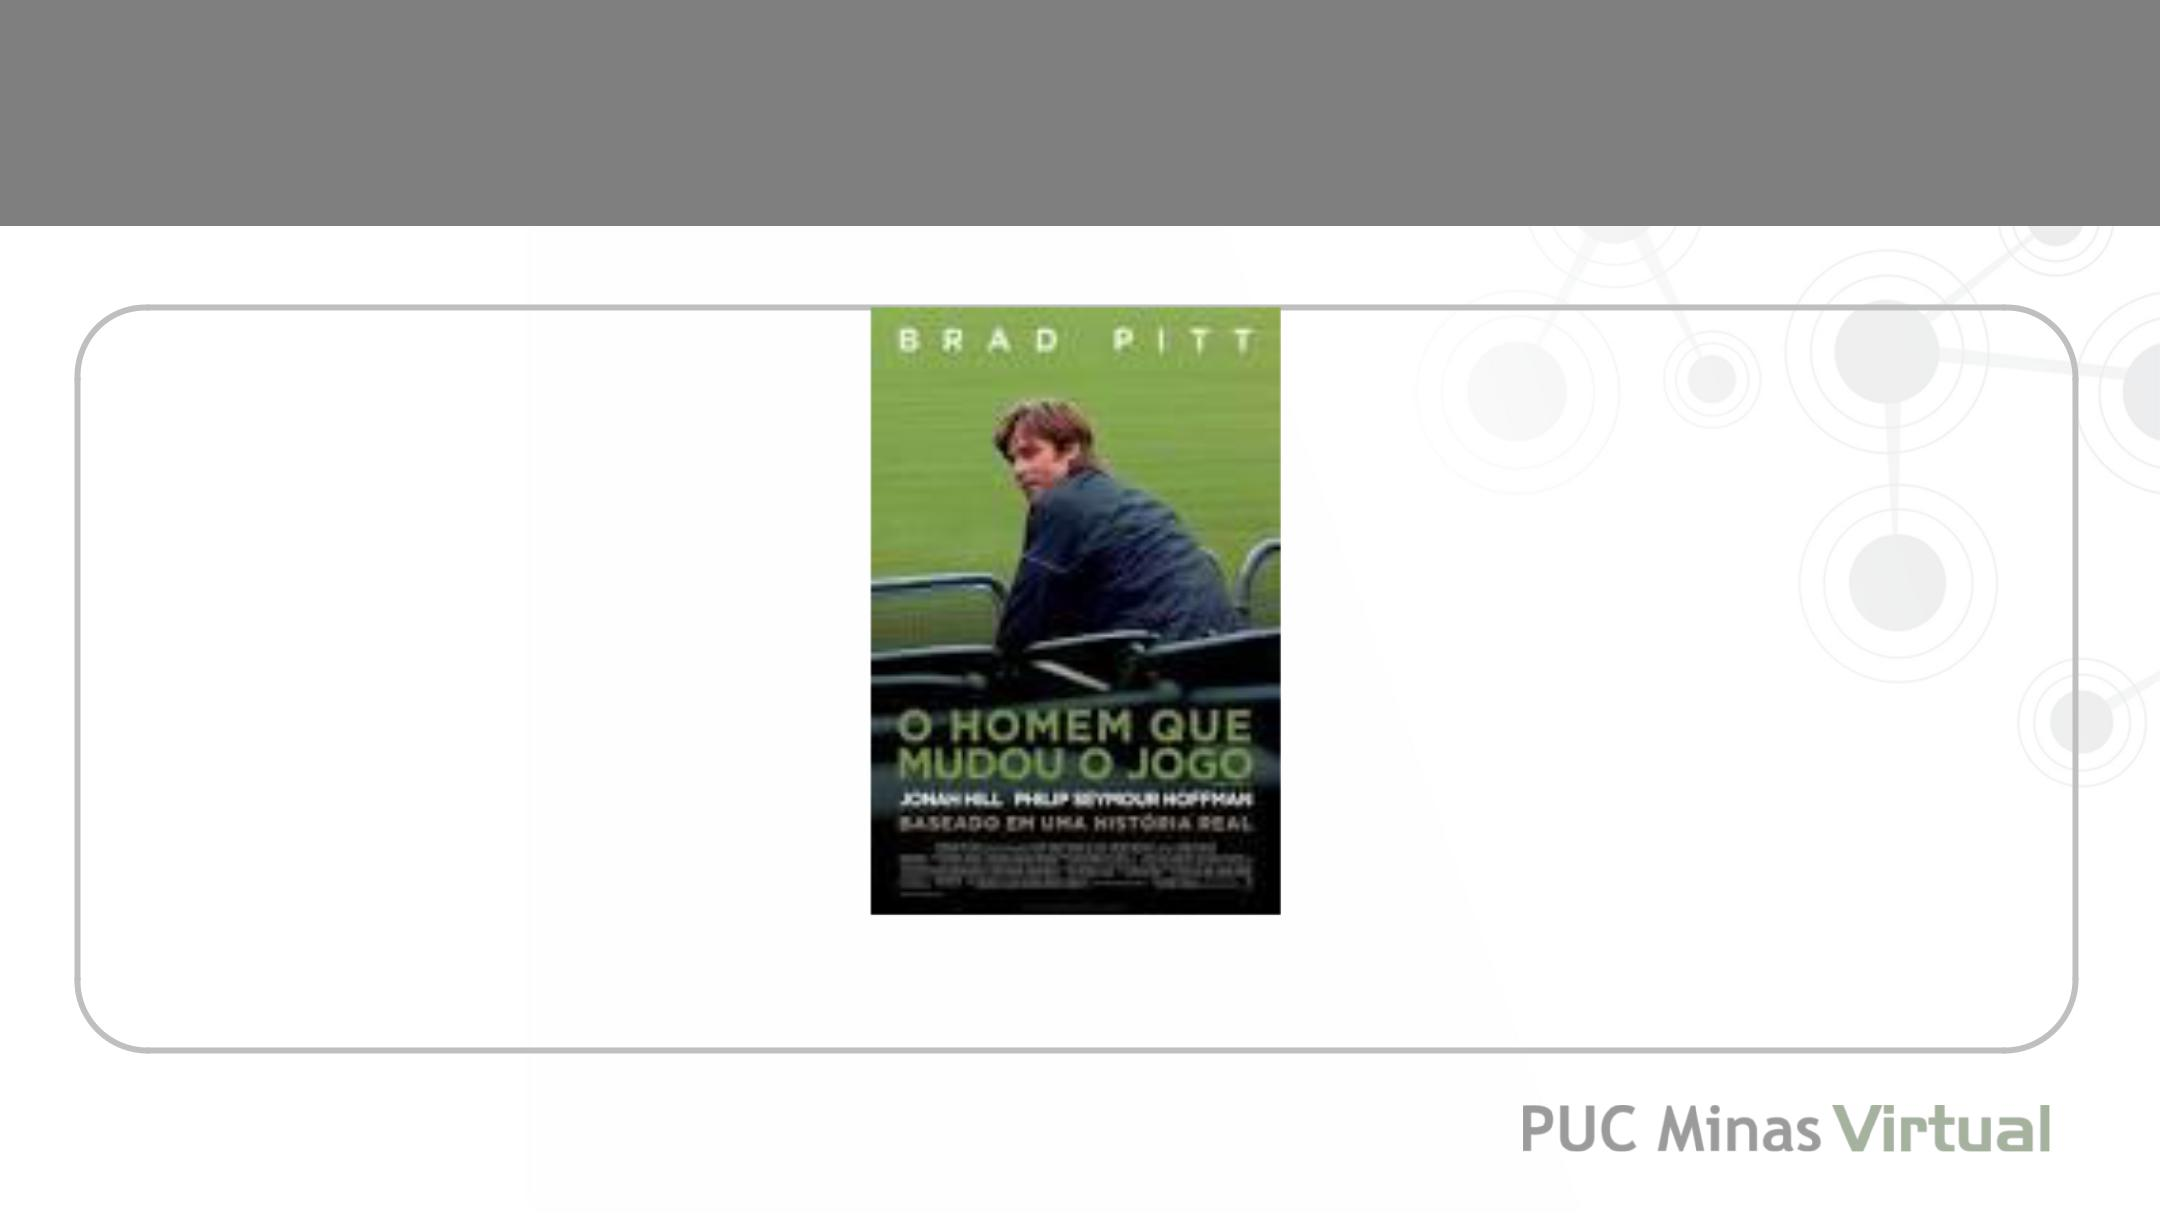 BRAD PITT
O HOMEM QUE
MUDOU O JOGO
JONAH HILL PHILIP SEYMOUR HOFFMAN
BASEADO EM UMA HISTÓRIA REAL
PUC Minas Virtual